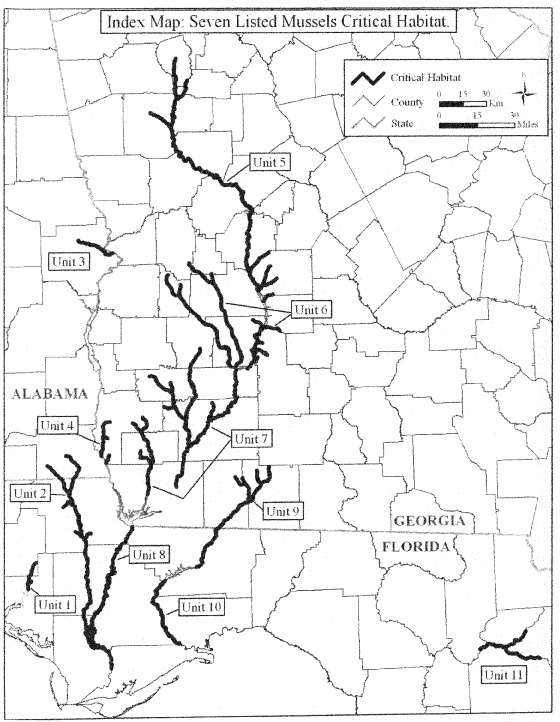 Index Map: Seven Listed Mussels Critical Habitat.
Critical Habitat
County
State
N
0 15 30
Km
0 15 30
Miles
Unit 5
Unit 3
Unit 6
ALABAMA
Unit 4
Unit 7
Unit 2
Unit 9
GEORGIA
FLORIDA
Unit 8
Unit 1
Unit 10
Unit 11